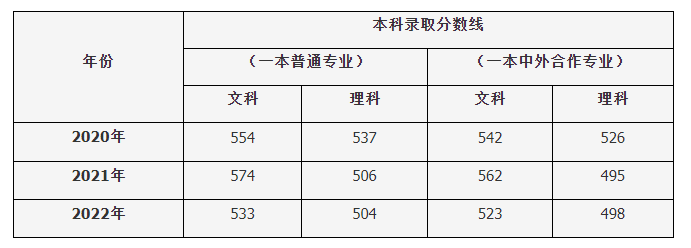 年份
本科录取分数线
（一本普通专业） （一本中外合作专业）
文科 理科 文科 理科
2020年 554 537 542 526
2021年 574 506 562 495
2022年 533 504 523 498